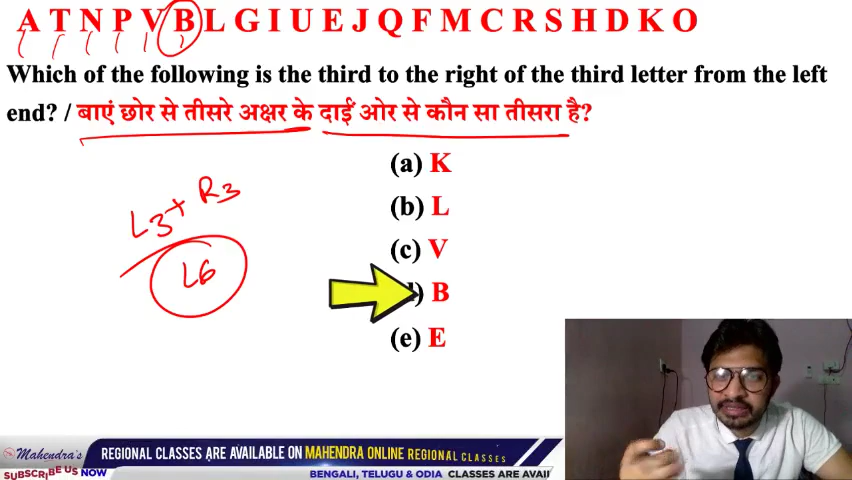 A T N P V B L G I U E J Q F M C R S H D K O
Which of the following is the third to the right of the third letter from the left
end? / बाएं छोर से तीसरे अक्षर के दाईं ओर से कौन सा तीसरा है?
(a) K
(b) L
(c) V
) B
(e) E
L3 + R3
L6
Mahendra's
SUBSCRIBE US NOW
REGIONAL CLASSES ARE AVAILABLE ON MAHENDRA ONLINE REGIONAL CLASSES
BENGALI, TELUGU & ODIA CLASSES ARE AVAII